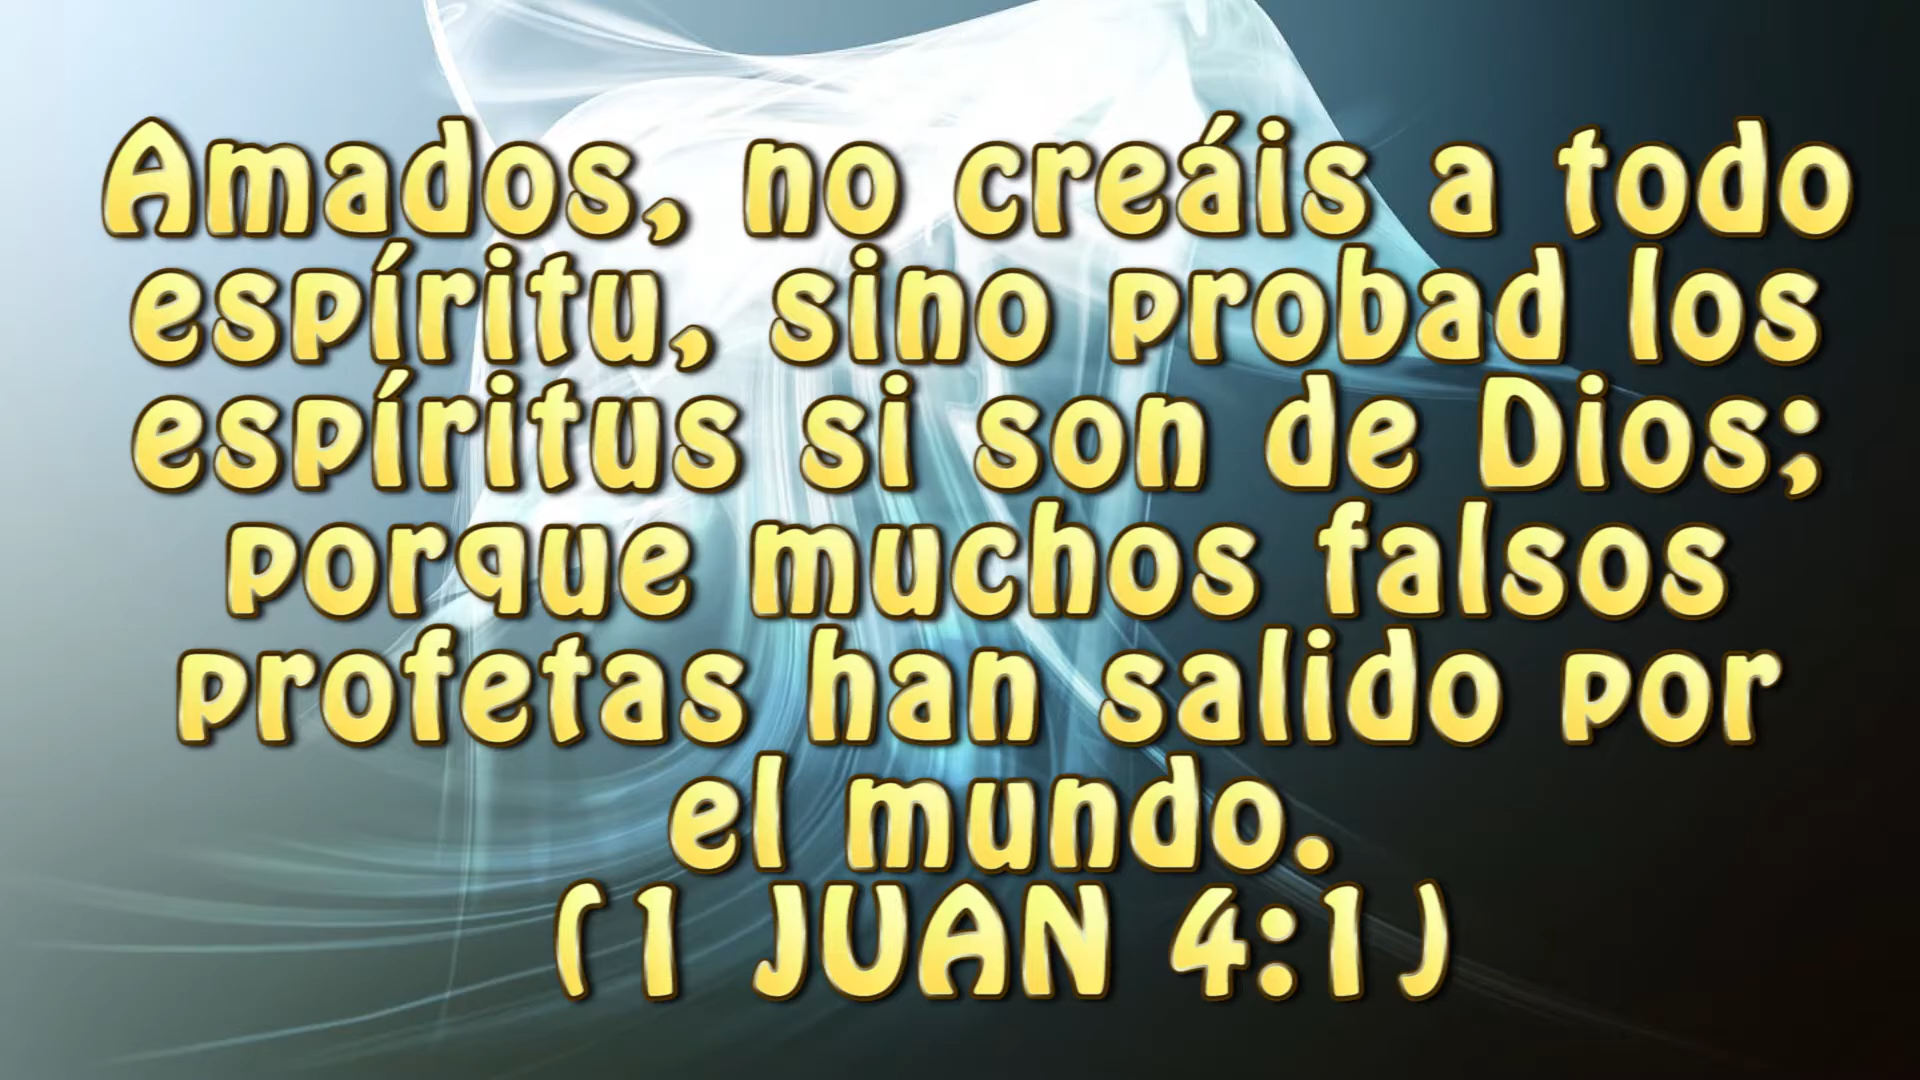 Amados, no creáis a todo
espíritu, sino probad los
espíritus si son de Dios;
porque muchos falsos
profetas han salido por
el mundo.
(1 JUAN 4:1)